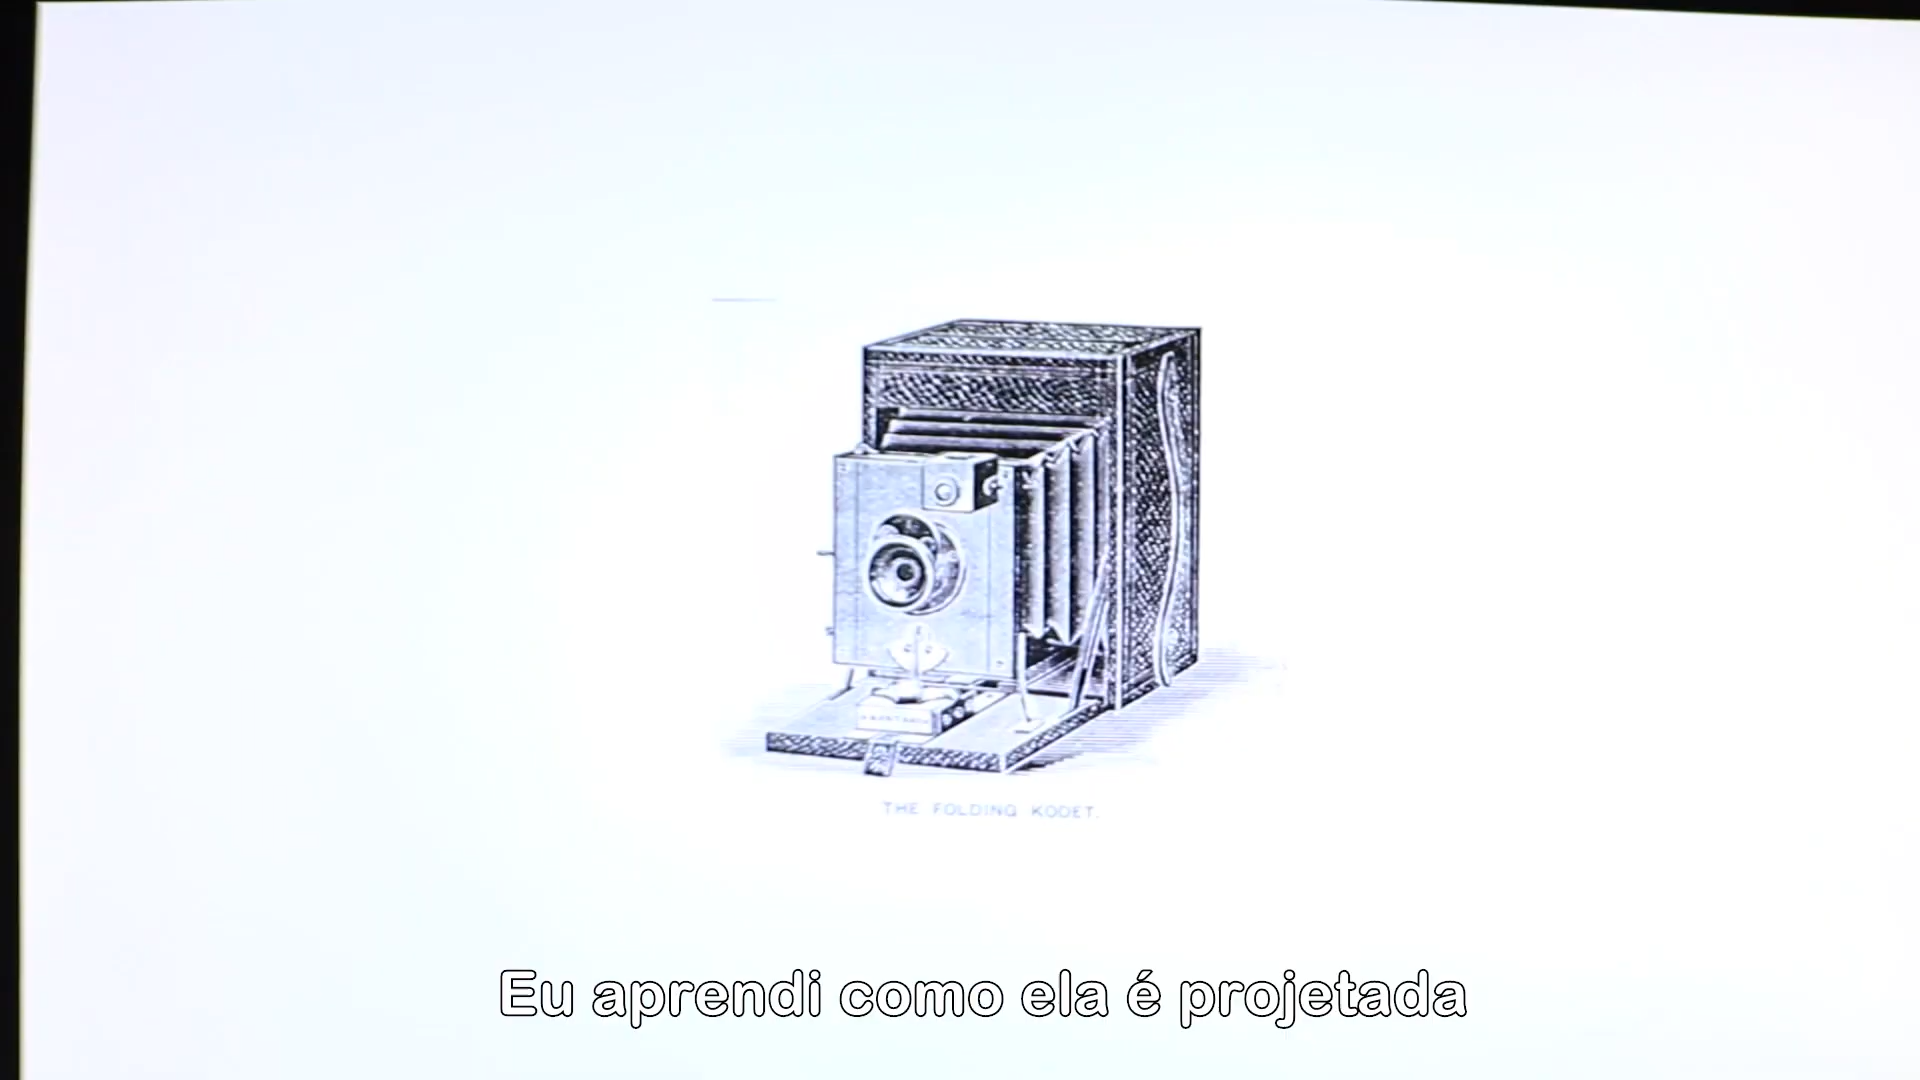 THE FOLDING KODET.
Eu aprendi como ela é projetada